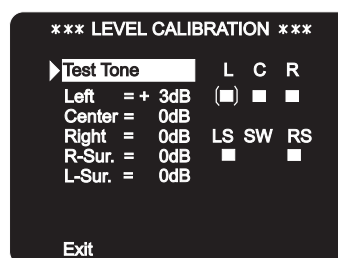 *** LEVEL CALIBRATION ***
Test Tone L C R
Left = + 3dB
Center = 0dB
Right = 0dB LS SW RS
R-Sur. = 0dB
L-Sur. = 0dB
Exit